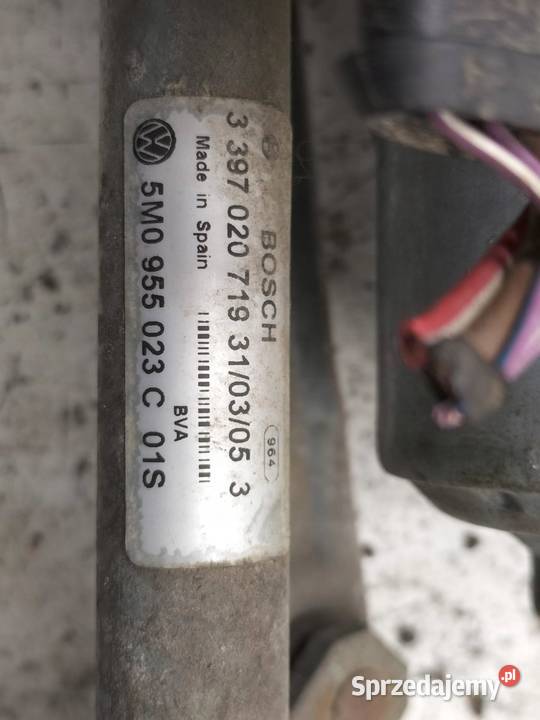 BOSCH
964
3 397 020 719 31/03/05 3
Made in Spain
BVA
VW 5M0 955 023 C 01S
Sprzedajemy.pl